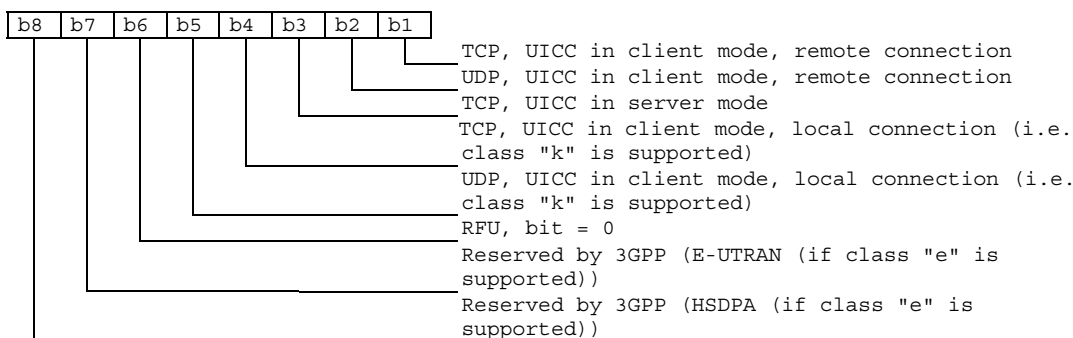 b8 b7 b6 b5 b4 b3 b2 b1
TCP, UICC in client mode, remote connection
UDP, UICC in client mode, remote connection
TCP, UICC in server mode
TCP, UICC in client mode, local connection (i.e.
class "k" is supported)
UDP, UICC in client mode, local connection (i.e.
class "k" is supported)
RFU, bit = 0
Reserved by 3GPP (E-UTRAN (if class "e" is
supported))
Reserved by 3GPP (HSDPA (if class "e" is
supported))